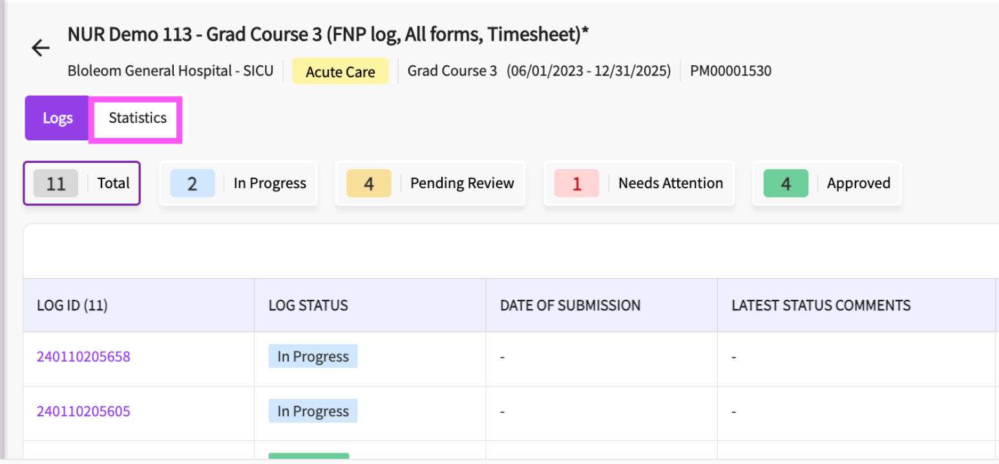 NUR Demo 113 - Grad Course 3 (FNP log, All forms, Timesheet)*
Bloleom General Hospital - SICU Acute Care Grad Course 3 (06/01/2023 - 12/31/2025) PM00001530
Logs Statistics
11 Total 2 In Progress 4 Pending Review 1 Needs Attention 4 Approved
LOG ID (11) LOG STATUS DATE OF SUBMISSION LATEST STATUS COMMENTS
240110205658 In Progress - -
240110205605 In Progress - -